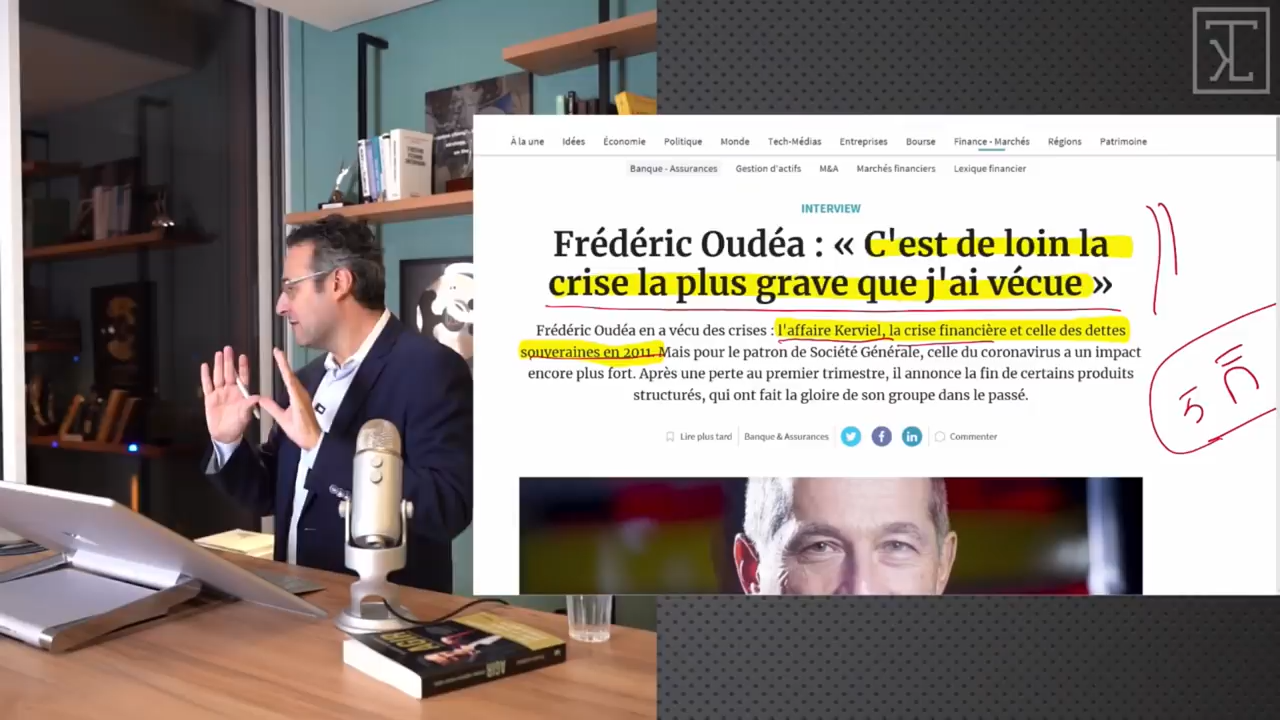 À la une Idées Économie Politique Monde Tech-Médias Entreprises Bourse Finance - Marchés Régions Patrimoine
Banque - Assurances Gestion d'actifs M&A Marchés financiers Lexique financier
INTERVIEW
Frédéric Oudéa : « C'est de loin la
crise la plus grave que j'ai vécue »
Frédéric Oudéa en a vécu des crises : l'affaire Kerviel, la crise financière et celle des dettes
souveraines en 2011. Mais pour le patron de Société Générale, celle du coronavirus a un impact
encore plus fort. Après une perte au premier trimestre, il annonce la fin de certains produits
structurés, qui ont fait la gloire de son groupe dans le passé.
Lire plus tard Banque & Assurances Commenter
AGIR
AGIR